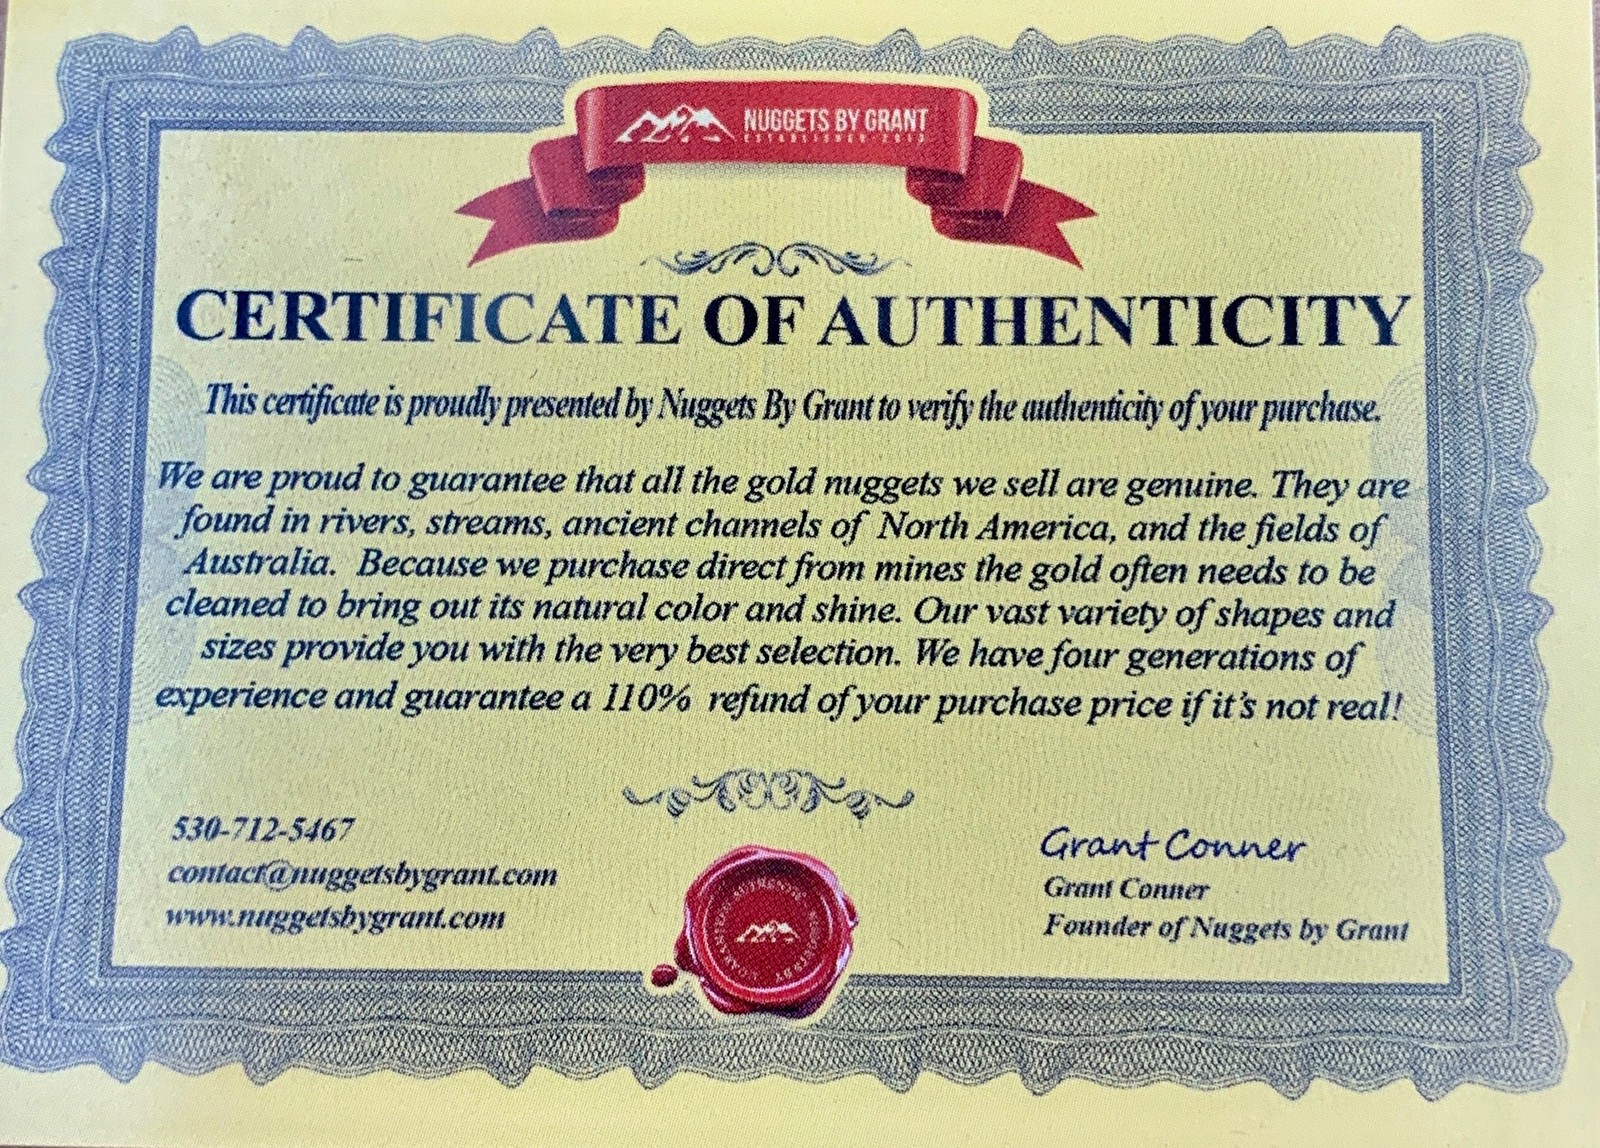 NUGGETS BY GRANT
ESTABLISHED 2013
CERTIFICATE OF AUTHENTICITY
This certificate is proudly presented by Nuggets By Grant to verify the authenticity of your purchase.
We are proud to guarantee that all the gold nuggets we sell are genuine. They are
found in rivers, streams, ancient channels of North America, and the fields of
Australia. Because we purchase direct from mines the gold often needs to be
cleaned to bring out its natural color and shine. Our vast variety of shapes and
sizes provide you with the very best selection. We have four generations of
experience and guarantee a 110% refund of your purchase price if it's not real!
530-712-5467
contact@nuggetsbygrant.com
www.nuggetsbygrant.com
Grant Conner
Grant Conner
Founder of Nuggets by Grant
AUTHENTIC